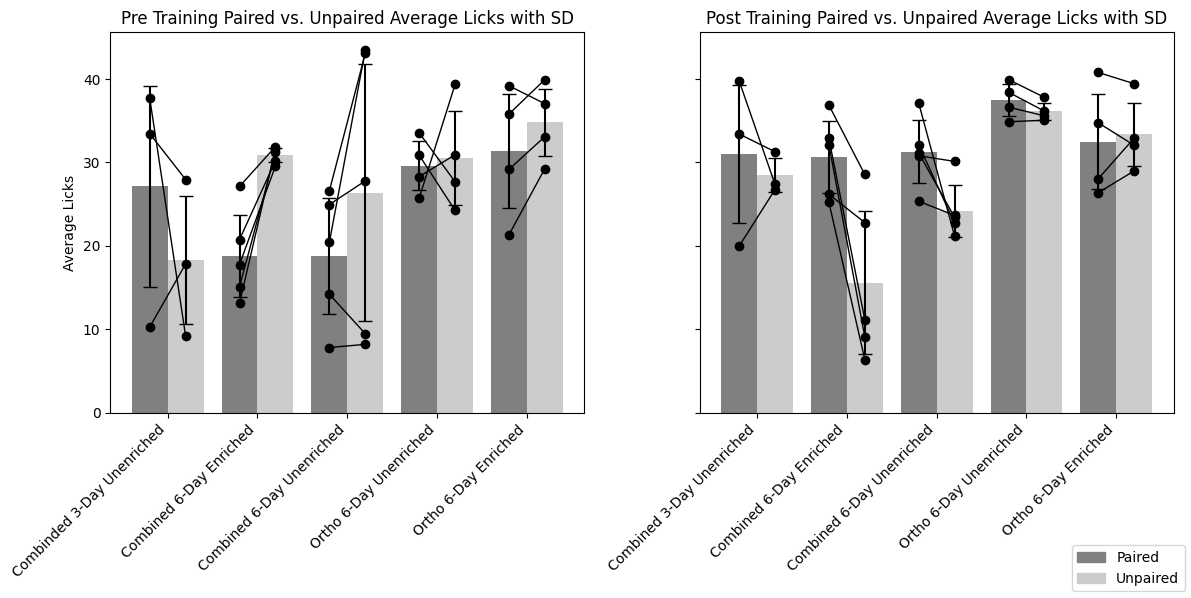 Pre Training Paired vs. Unpaired Average Licks with SD
Post Training Paired vs. Unpaired Average Licks with SD
Average Licks
40
30
20
10
0
Combinded 3-Day Unenriched
Combined 6-Day Enriched
Combined 6-Day Unenriched
Ortho 6-Day Unenriched
Ortho 6-Day Enriched
Combined 3-Day Unenriched
Combined 6-Day Enriched
Combined 6-Day Unenriched
Ortho 6-Day Unenriched
Ortho 6-Day Enriched
Paired
Unpaired